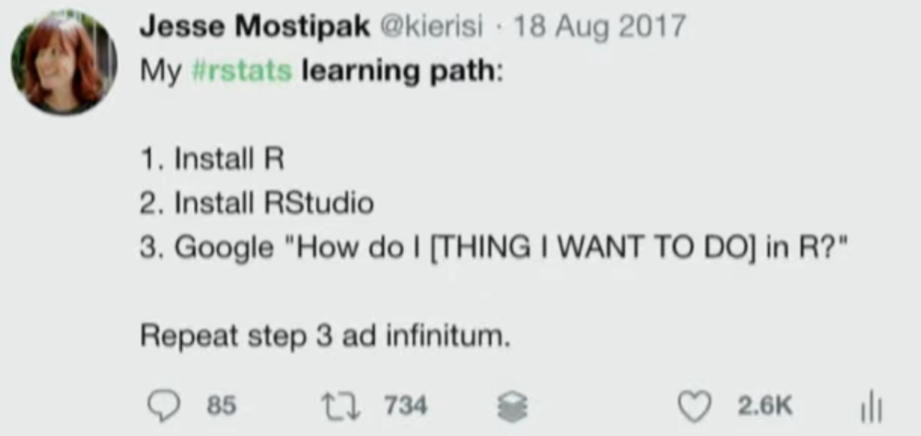 Jesse Mostipak @kierisi · 18 Aug 2017
My #rstats learning path:
1. Install R
2. Install RStudio
3. Google "How do I [THING I WANT TO DO] in R?"
Repeat step 3 ad infinitum.
85 734 2.6K